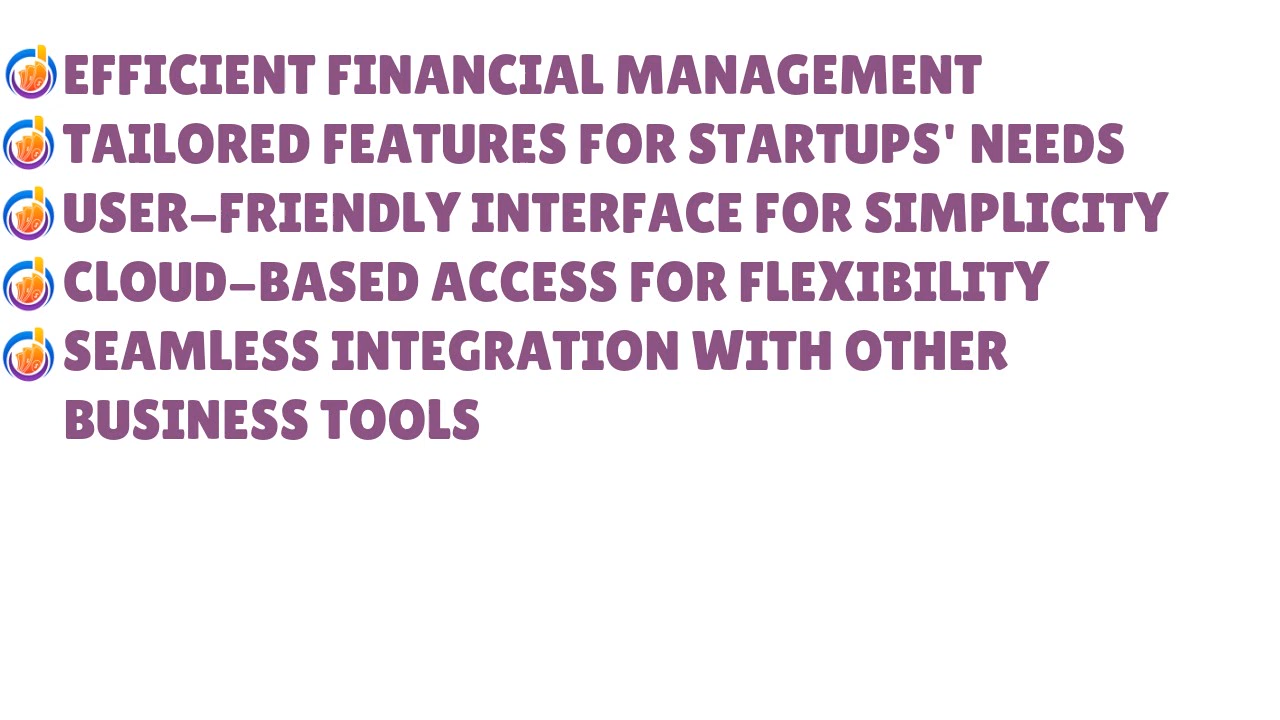 EFFICIENT FINANCIAL MANAGEMENT
TAILORED FEATURES FOR STARTUPS' NEEDS
USER-FRIENDLY INTERFACE FOR SIMPLICITY
CLOUD-BASED ACCESS FOR FLEXIBILITY
SEAMLESS INTEGRATION WITH OTHER
BUSINESS TOOLS